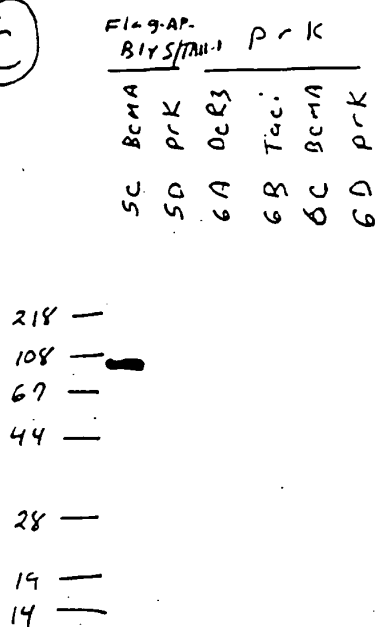 Flag-AP-
BlyS/TALL-1
prK
5C BCMA
5D prK
6A DcR3
6B Taci
6C BCMA
6D prK
218
108
67
44
28
19
14